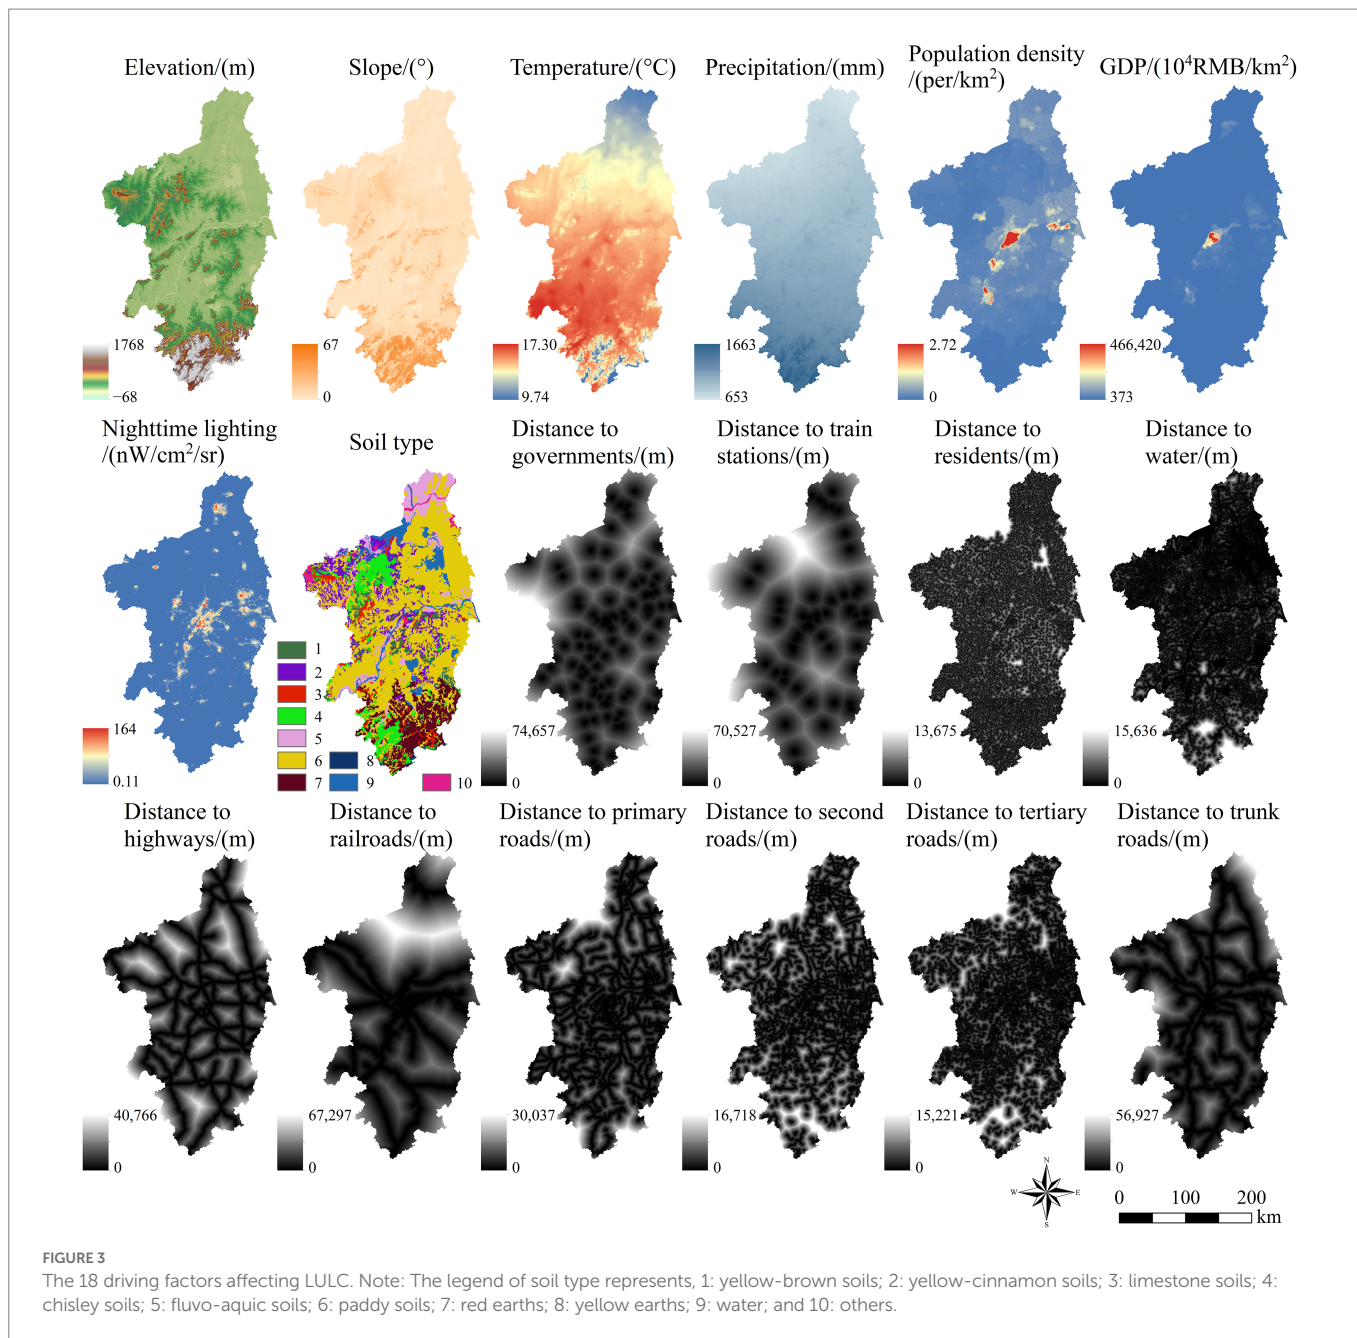 Elevation/(m)
Slope/(°)
Temperature/(°C)
Precipitation/(mm)
Population density
/(per/km²)
GDP/(10⁴RMB/km²)
1768
−68
67
0
17.30
9.74
1663
653
2.72
0
466,420
373
Nighttime lighting
/(nW/cm²/sr)
Soil type
Distance to
governments/(m)
Distance to train
stations/(m)
Distance to
residents/(m)
Distance to
water/(m)
164
0.11
1
2
3
4
5
6
7
8
9
10
74,657
0
70,527
0
13,675
0
15,636
0
Distance to
highways/(m)
Distance to
railroads/(m)
Distance to primary
roads/(m)
Distance to second
roads/(m)
Distance to tertiary
roads/(m)
Distance to trunk
roads/(m)
40,766
0
67,297
0
30,037
0
16,718
0
15,221
0
56,927
0
N
W
E
S
0 100 200
km
FIGURE 3
The 18 driving factors affecting LULC. Note: The legend of soil type represents, 1: yellow-brown soils; 2: yellow-cinnamon soils; 3: limestone soils; 4:
chisley soils; 5: fluvo-aquic soils; 6: paddy soils; 7: red earths; 8: yellow earths; 9: water; and 10: others.